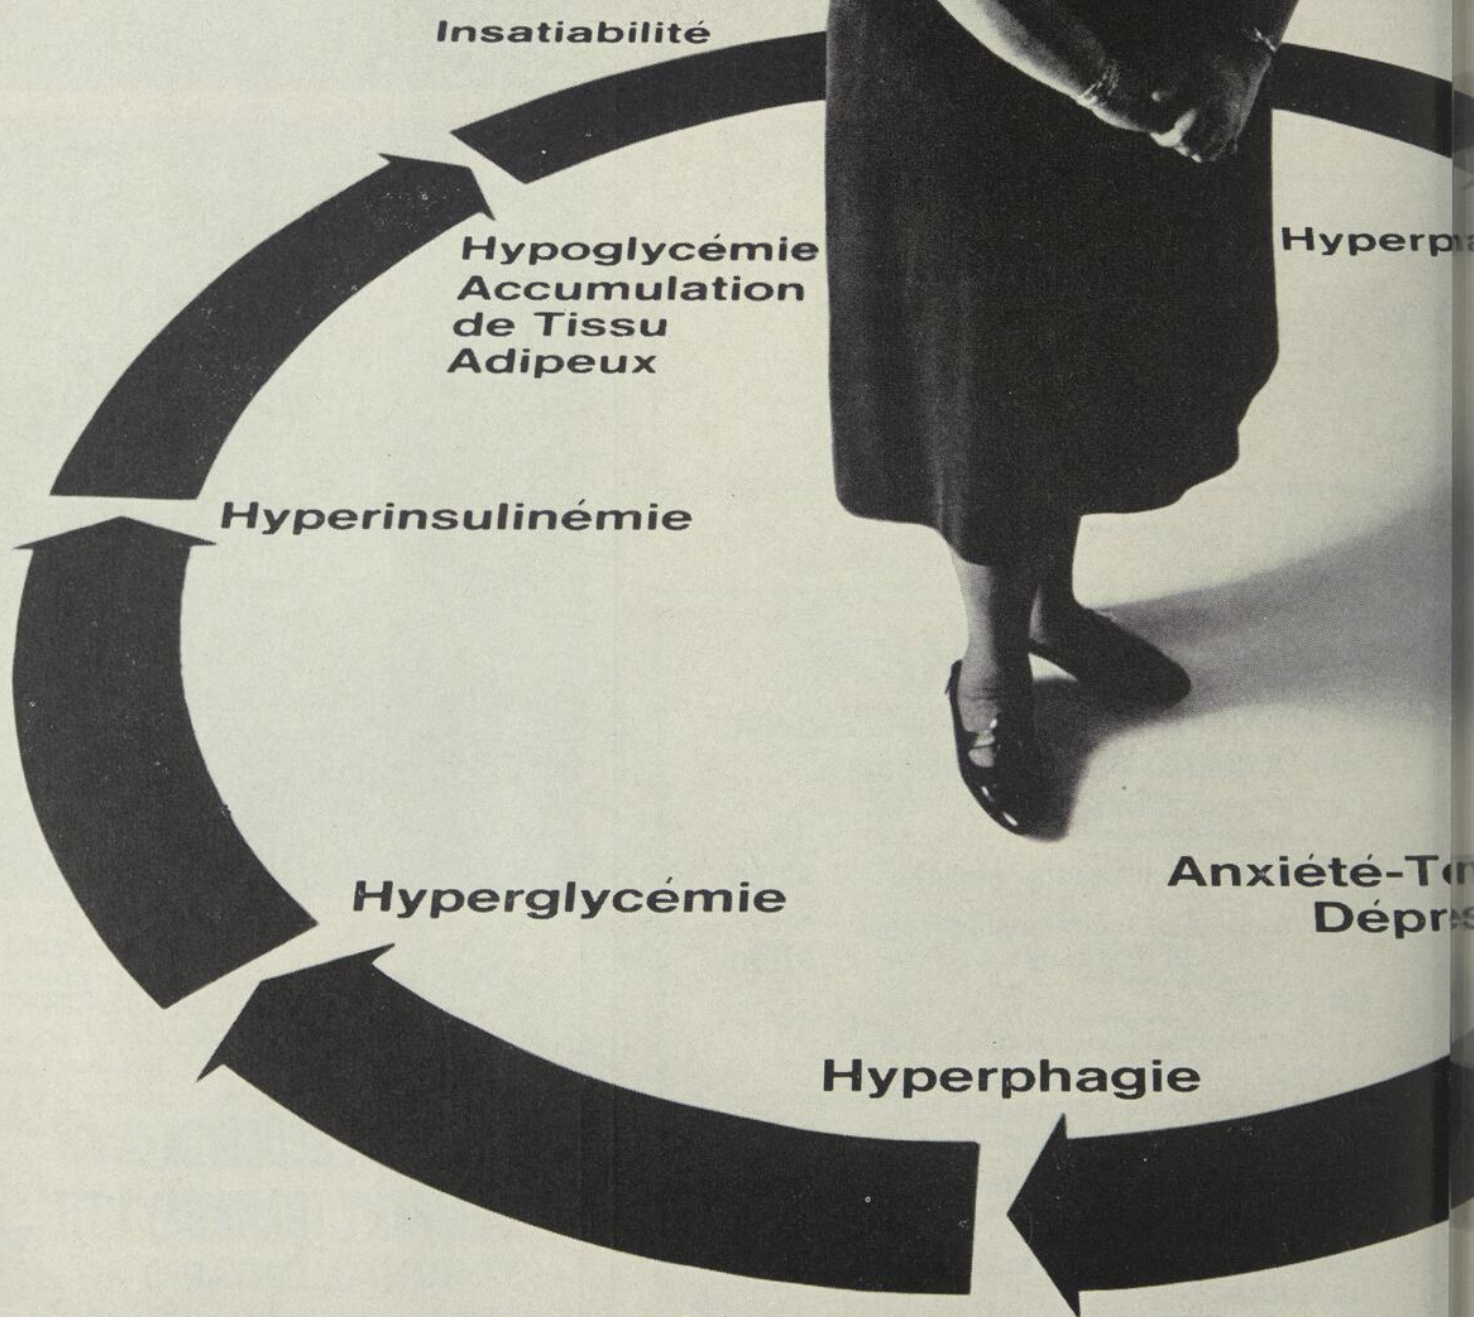 Insatiabilité
Hypoglycémie
Accumulation
de Tissu
Adipeux
Hyperinsulinémie
Hyperglycémie
Hyperphagie